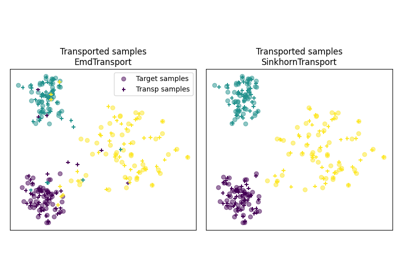 Transported samples
EmdTransport
Target samples
Transp samples
Transported samples
SinkhornTransport